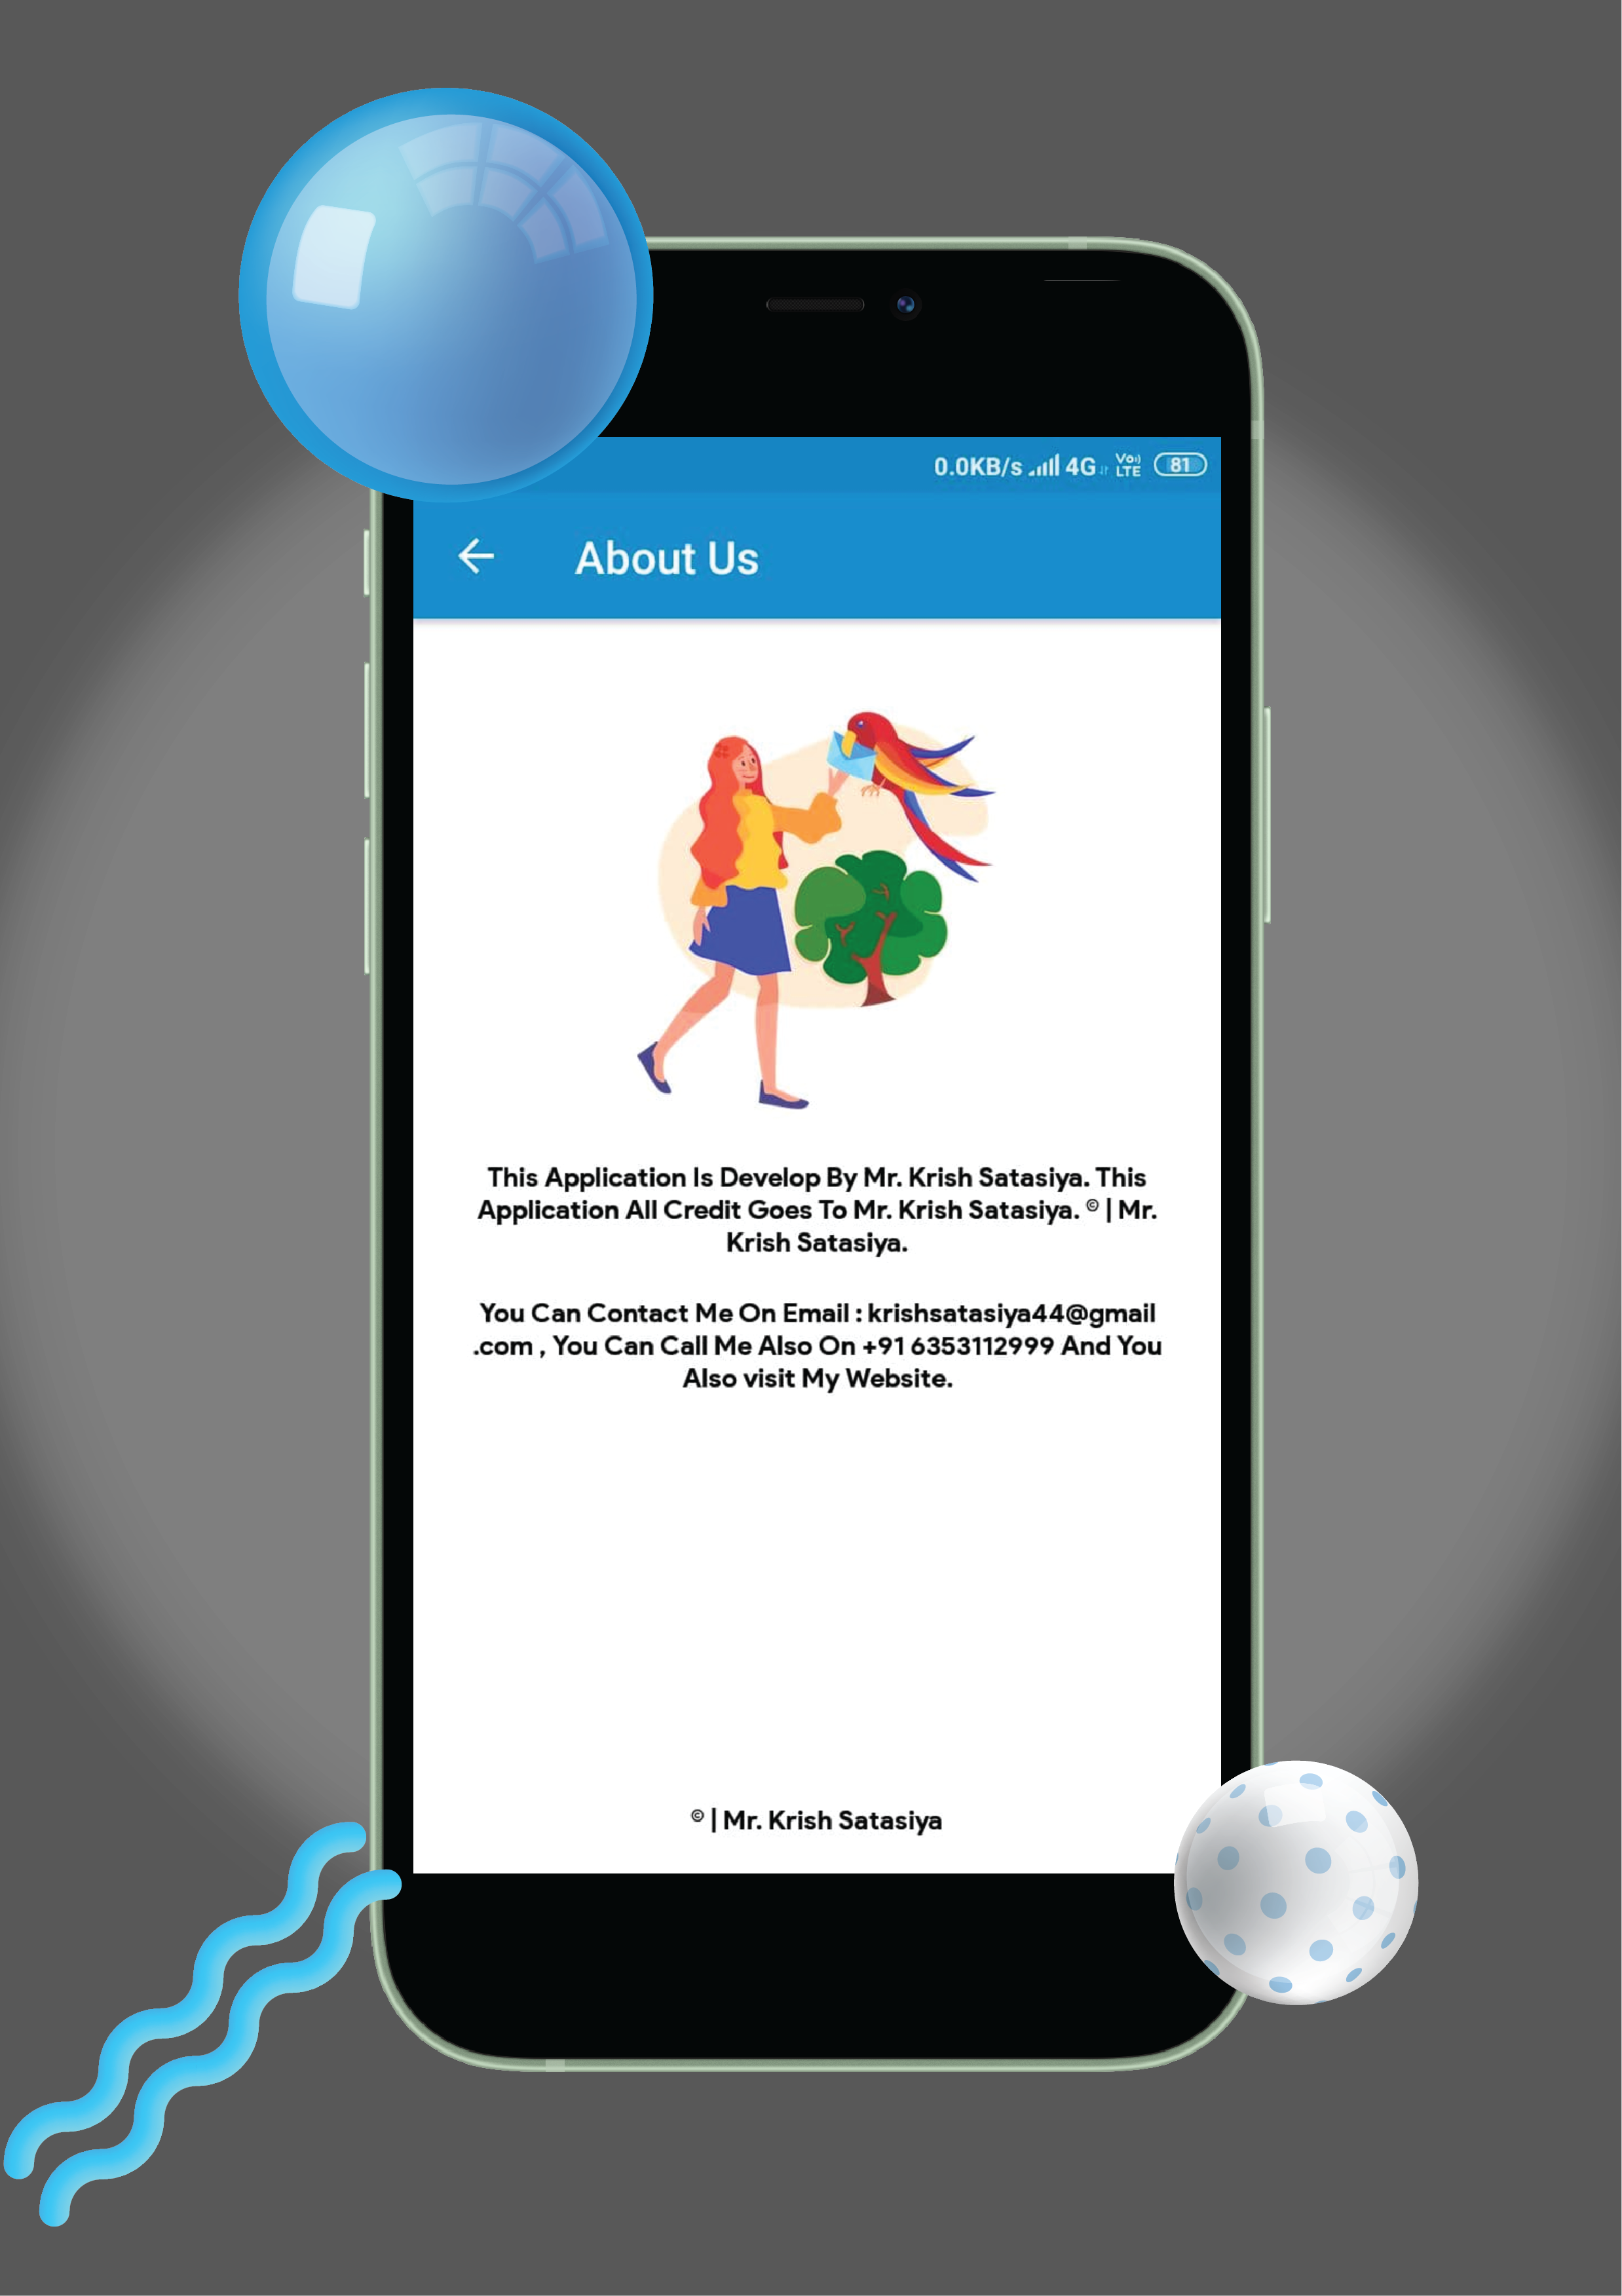 0.0KB/s 4G Vo) LTE 81
About Us
This Application Is Develop By Mr. Krish Satasiya. This
Application All Credit Goes To Mr. Krish Satasiya. © | Mr.
Krish Satasiya.
You Can Contact Me On Email : krishsatasiya44@gmail
.com , You Can Call Me Also On +91 6353112999 And You
Also visit My Website.
© | Mr. Krish Satasiya